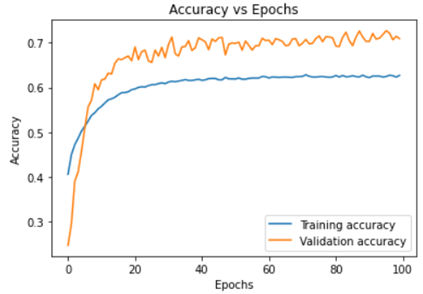 Accuracy vs Epochs
0.7
0.6
0.5
0.4
0.3
Accuracy
0
20
40
60
80
100
Epochs
Training accuracy
Validation accuracy